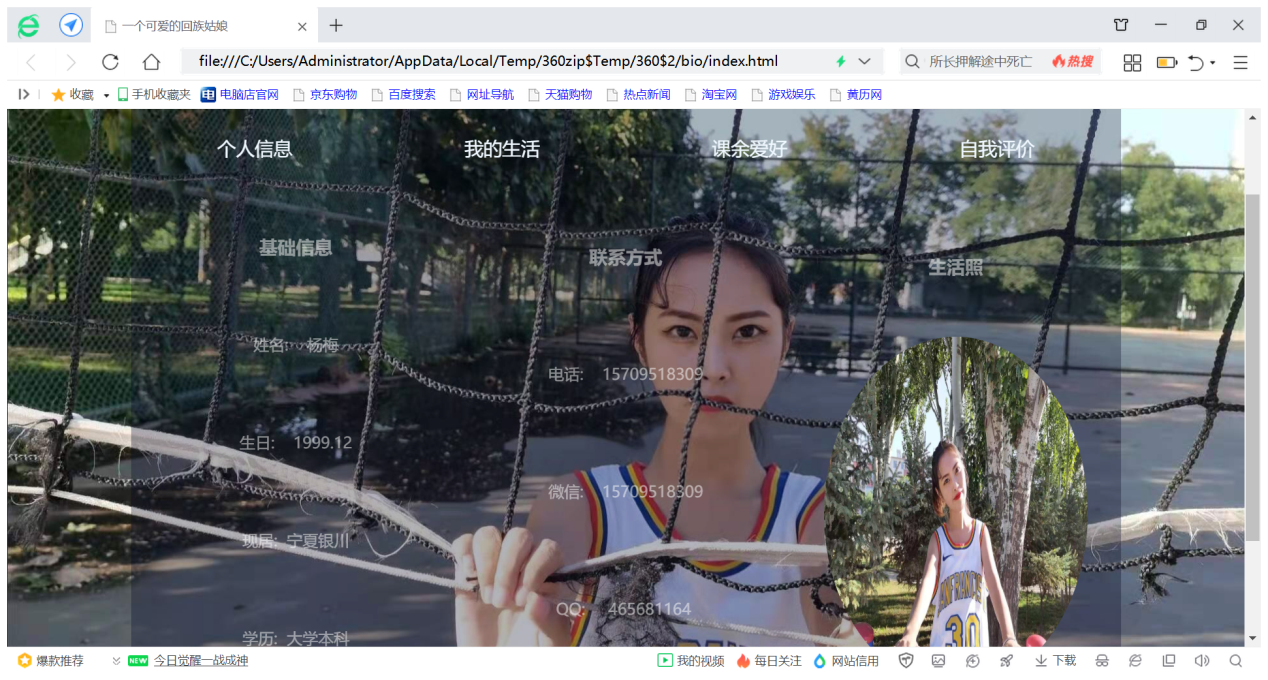 一个可爱的回族姑娘
file:///C:/Users/Administrator/AppData/Local/Temp/360zip$Temp/360$2/bio/index.html
所长押解途中死亡 热搜
收藏 手机收藏夹 电脑店官网 京东购物 百度搜索 网址导航 天猫购物 热点新闻 淘宝网 游戏娱乐 黄历网
个人信息 我的生活 课余爱好 自我评价
基础信息
联系方式
生活照
姓名: 杨梅
电话: 15709518309
生日: 1999.12
微信: 15709518309
现居: 宁夏银川
QQ: 465681164
学历: 大学本科
30
爆款推荐 NEW 今日觉醒一战成神 我的视频 每日关注 网站信用 下载